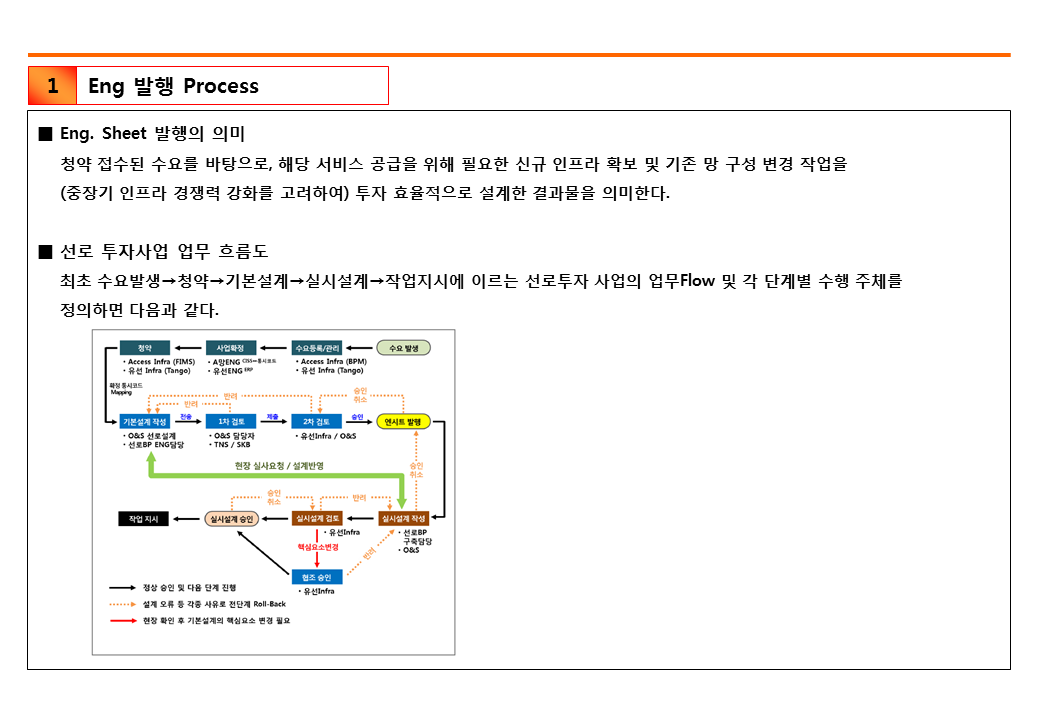 1 Eng 발행 Process
■ Eng. Sheet 발행의 의미
청약 접수된 수요를 바탕으로, 해당 서비스 공급을 위해 필요한 신규 인프라 확보 및 기존 망 구성 변경 작업을
(중장기 인프라 경쟁력 강화를 고려하여) 투자 효율적으로 설계한 결과물을 의미한다.
■ 선로 투자사업 업무 흐름도
최초 수요발생→청약→기본설계→실시설계→작업지시에 이르는 선로투자 사업의 업무Flow 및 각 단계별 수행 주체를
정의하면 다음과 같다.
청약 사업확정 수요등록/관리 수요 발생
· Access Infra (FIMS) · A망ENG CISS=통시코드 · Access Infra (BPM)
· 유선 Infra (Tango) · 유선ENG ERP · 유선 Infra (Tango)
확정 통시코드
Mapping
반려
반려
승인
취소
기본설계 작성 전송 1차 검토 제출 2차 검토 승인 엔시트 발행
· O&S 선로설계 · O&S 담당자 · 유선Infra / O&S
· 선로BP ENG담당 · TNS / SKB
현장 실사요청 / 설계반영
승인
취소
승인
취소
반려
작업 지시 실시설계 승인 실시설계 검토 실시설계 작성
· 유선Infra
· 선로BP
구축담당
· O&S
핵심요소변경
반려
협조 승인
· 유선Infra
정상 승인 및 다음 단계 진행
설계 오류 등 각종 사유로 전단계 Roll-Back
현장 확인 후 기본설계의 핵심요소 변경 필요